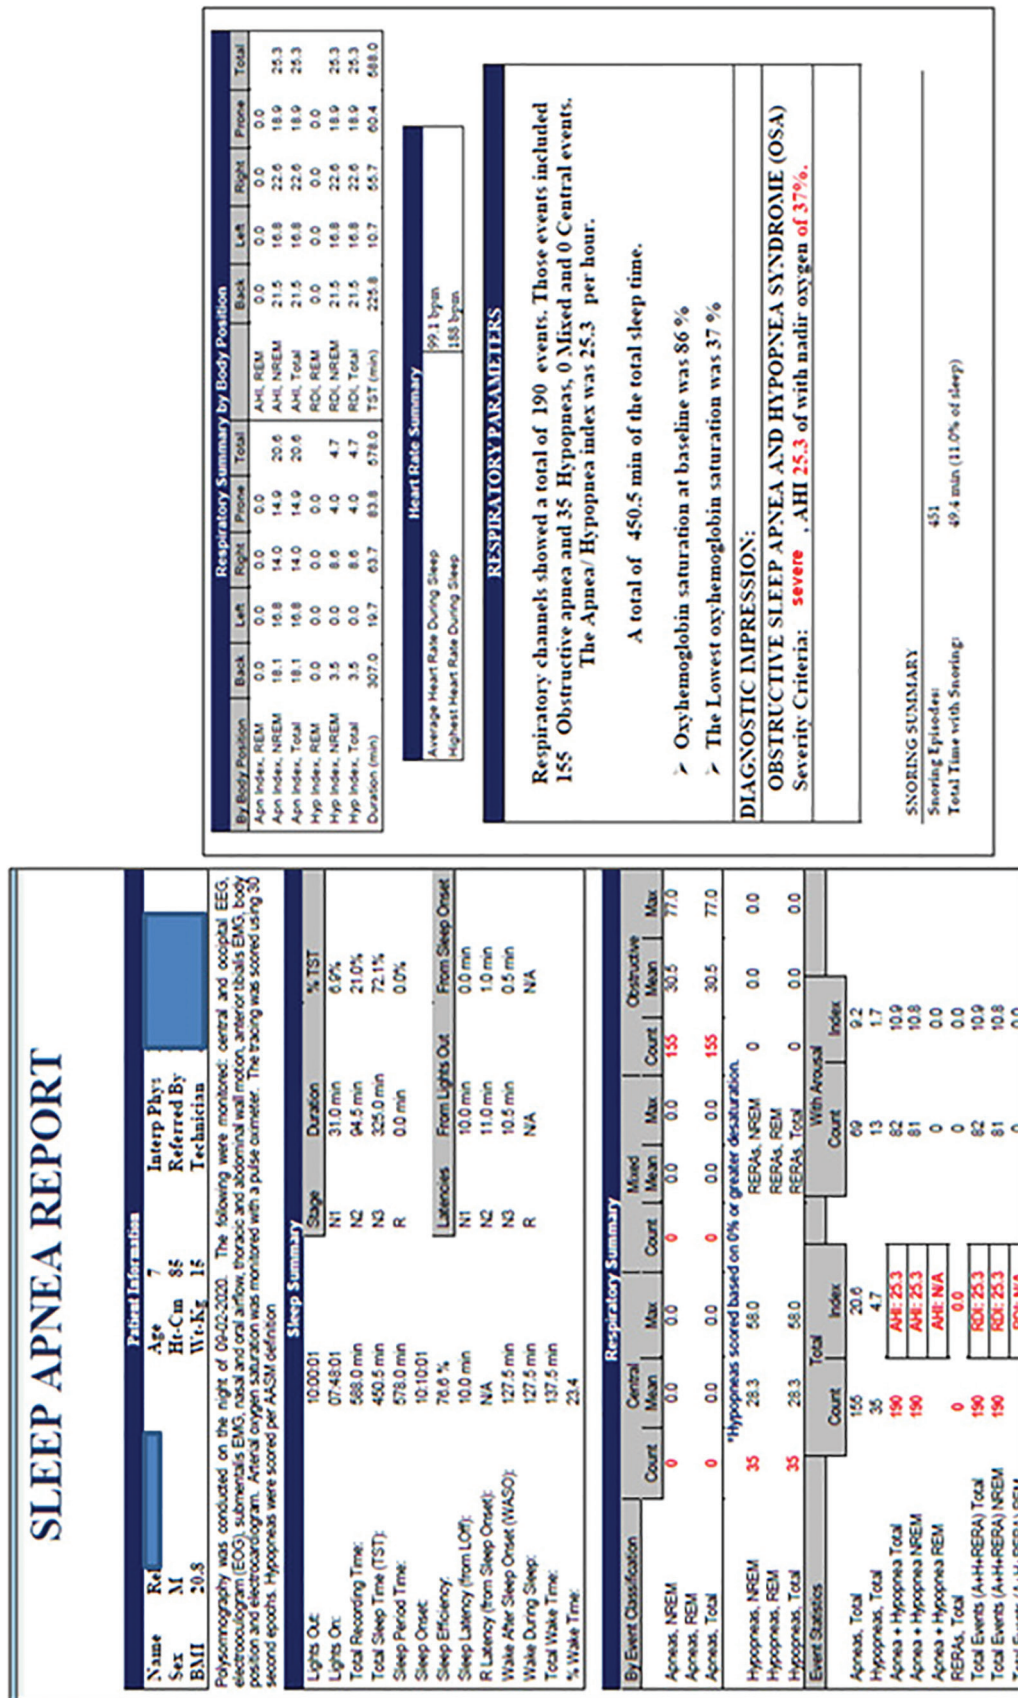 SLEEP APNEA REPORT
Patient Information
Name Rel Age 7 Interp Phys
Sex M Ht-Cm 85 Referred By
BMI 20.8 Wt-Kg 15 Technician
Polysomnography was conducted on the night of 09-02-2020. The following were monitored: central and occipital EEG,
electrooculogram (EOG), submentalis EMG, nasal and oral airflow, thoracic and abdominal wall motion, anterior tibialis EMG, body
position and electrocardiogram. Arterial oxygen saturation was monitored with a pulse oximeter. The tracing was scored using 30
second epochs. Hypopneas were scored per AASM definition
Sleep Summary
Lights Out: 10:00:01
Lights On: 07:48:01
Total Recording Time: 588.0 min
Total Sleep Time (TST): 450.5 min
Sleep Period Time: 578.0 min
Sleep Onset: 10:10:01
Sleep Efficiency: 76.6 %
Sleep Latency (from LOff): 10.0 min
R Latency (from Sleep Onset): N/A
Wake After Sleep Onset (WASO): 127.5 min
Wake During Sleep: 127.5 min
Total Wake Time: 137.5 min
% Wake Time: 23.4
Stage Duration % TST
N1 31.0 min 6.9%
N2 94.5 min 21.0%
N3 325.0 min 72.1%
R 0.0 min 0.0%
Latencies From Lights Out From Sleep Onset
N1 10.0 min 0.0 min
N2 11.0 min 1.0 min
N3 10.5 min 0.5 min
R N/A N/A
Respiratory Summary
By Event Classification Central Mixed Obstructive
Count Mean Max Count Mean Max Count Mean Max
Apneas, NREM 0 0.0 0.0 0 0.0 0.0 155 30.5 77.0
Apneas, REM
Apneas, Total 0 0.0 0.0 0 0.0 0.0 155 30.5 77.0
*Hypopneas scored based on 0% or greater desaturation.
Hypopneas, NREM 35 28.3 58.0 RERAs, NREM 0 0.0 0.0
Hypopneas, REM RERAs, REM
Hypopneas, Total 35 28.3 58.0 RERAs, Total 0 0.0 0.0
Event Statistics Total With Arousal
Count Index Count Index
Apneas, Total 155 20.6 69 9.2
Hypopneas, Total 35 4.7 13 1.7
Apnea + Hypopnea Total 190 AHI: 25.3 82 10.9
Apnea + Hypopnea NREM 190 AHI: 25.3 81 10.8
Apnea + Hypopnea REM AHI: N/A 0 0.0
RERAs, Total 0 0.0 0 0.0
Total Events (A+H+RERA) Total 190 RDI: 25.3 82 10.9
Total Events (A+H+RERA) NREM 190 RDI: 25.3 81 10.8
Total Events (A+H+RERA) REM RDI: N/A 0 0.0
Respiratory Summary by Body Position
By Body Position Back Left Right Prone Total Back Left Right Prone Total
Apn Index, REM 0.0 0.0 0.0 0.0 AHI, REM 0.0 0.0 0.0 0.0
Apn Index, NREM 18.1 16.8 14.0 14.9 20.6 AHI, NREM 21.5 16.8 22.6 18.9 25.3
Apn Index, Total 18.1 16.8 14.0 14.9 20.6 AHI, Total 21.5 16.8 22.6 18.9 25.3
Hyp Index, REM 0.0 0.0 0.0 0.0 RDI, REM 0.0 0.0 0.0 0.0
Hyp Index, NREM 3.5 0.0 8.6 4.0 4.7 RDI, NREM 21.5 16.8 22.6 18.9 25.3
Hyp Index, Total 3.5 0.0 8.6 4.0 4.7 RDI, Total 21.5 16.8 22.6 18.9 25.3
Duration (min) 307.0 19.7 63.7 83.8 578.0 TST (min) 225.8 10.7 55.7 60.4 588.0
Heart Rate Summary
Average Heart Rate During Sleep 99.1 bpm
Highest Heart Rate During Sleep 188 bpm
RESPIRATORY PARAMETERS
Respiratory channels showed a total of 190 events. Those events included
155 Obstructive apnea and 35 Hypopneas, 0 Mixed and 0 Central events.
The Apnea/ Hypopnea index was 25.3 per hour.
A total of 450.5 min of the total sleep time.
➤ Oxyhemoglobin saturation at baseline was 86 %
➤ The Lowest oxyhemoglobin saturation was 37 %
DIAGNOSTIC IMPRESSION:
OBSTRUCTIVE SLEEP APNEA AND HYPOPNEA SYNDROME (OSA)
Severity Criteria: severe , AHI 25.3 of with nadir oxygen of 37%.
SNORING SUMMARY
Snoring Episodes: 451
Total Time with Snoring: 49.4 min (11.0% of sleep)